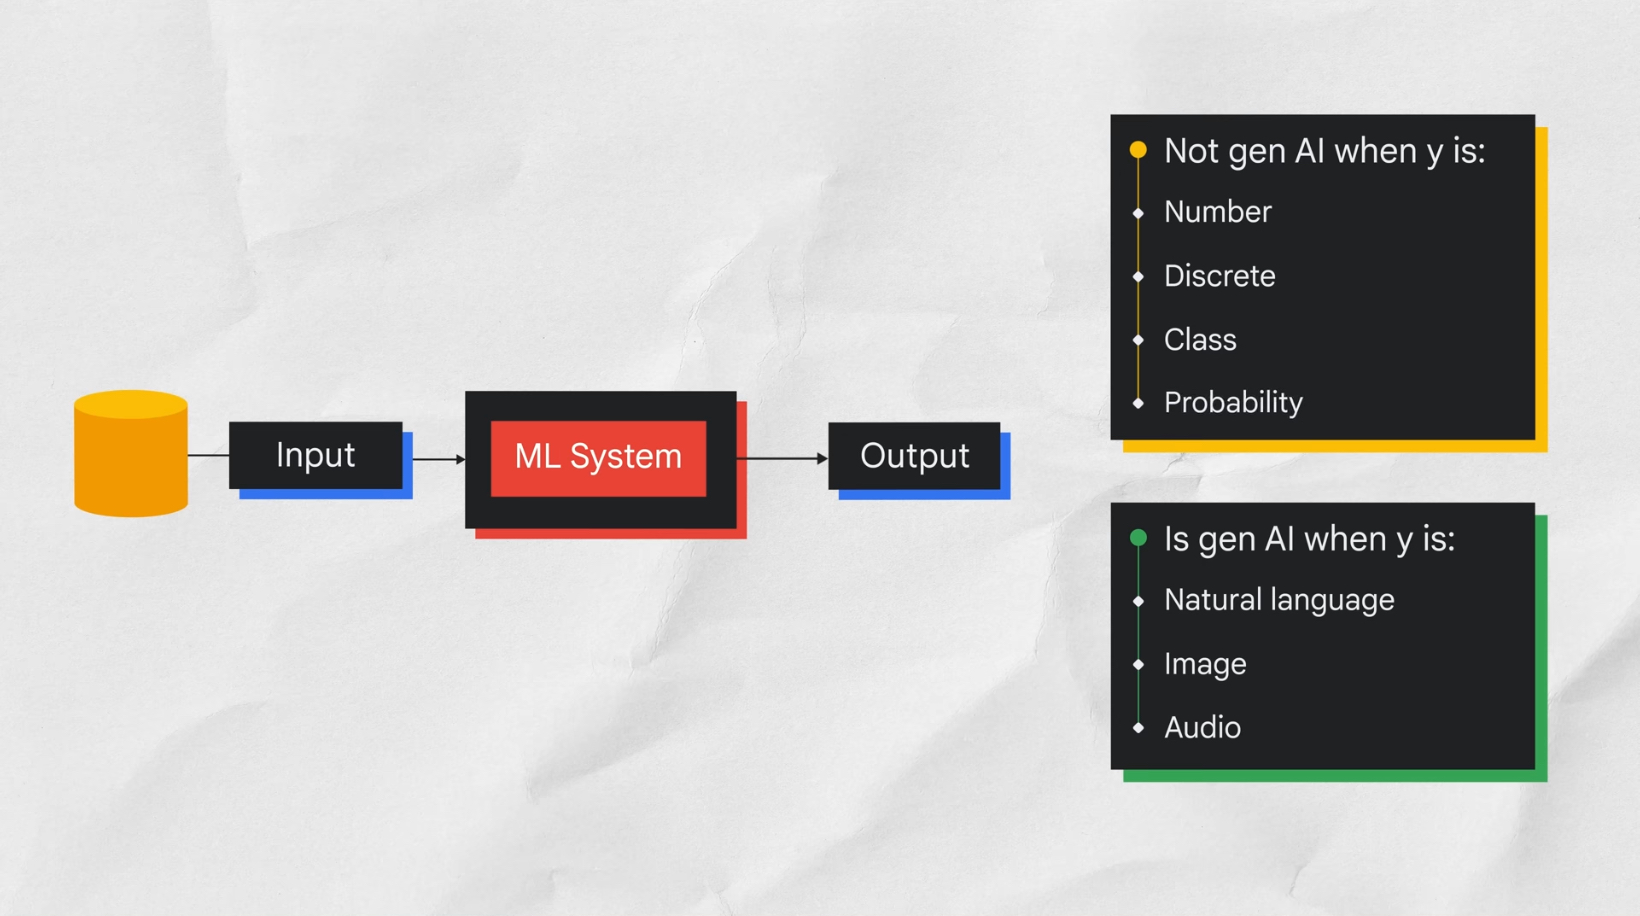 Input
ML System
Output
Not gen AI when y is:
Number
Discrete
Class
Probability
Is gen AI when y is:
Natural language
Image
Audio